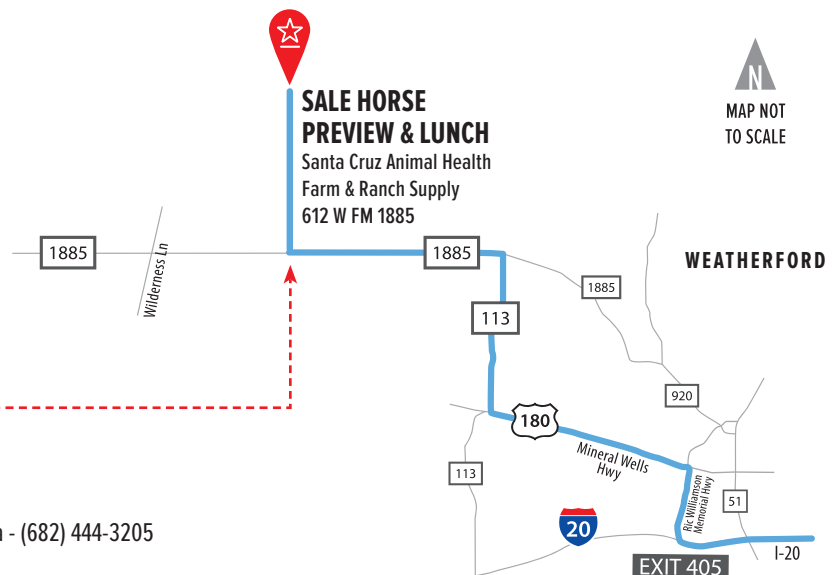 SALE HORSE
PREVIEW & LUNCH
Santa Cruz Animal Health
Farm & Ranch Supply
612 W FM 1885
N
MAP NOT
TO SCALE
1885
Wilderness Ln
1885
1885
WEATHERFORD
113
920
180
Mineral Wells
Hwy
113
Ric Williamson
Memorial Hwy
51
20
I-20
EXIT 405
- (682) 444-3205